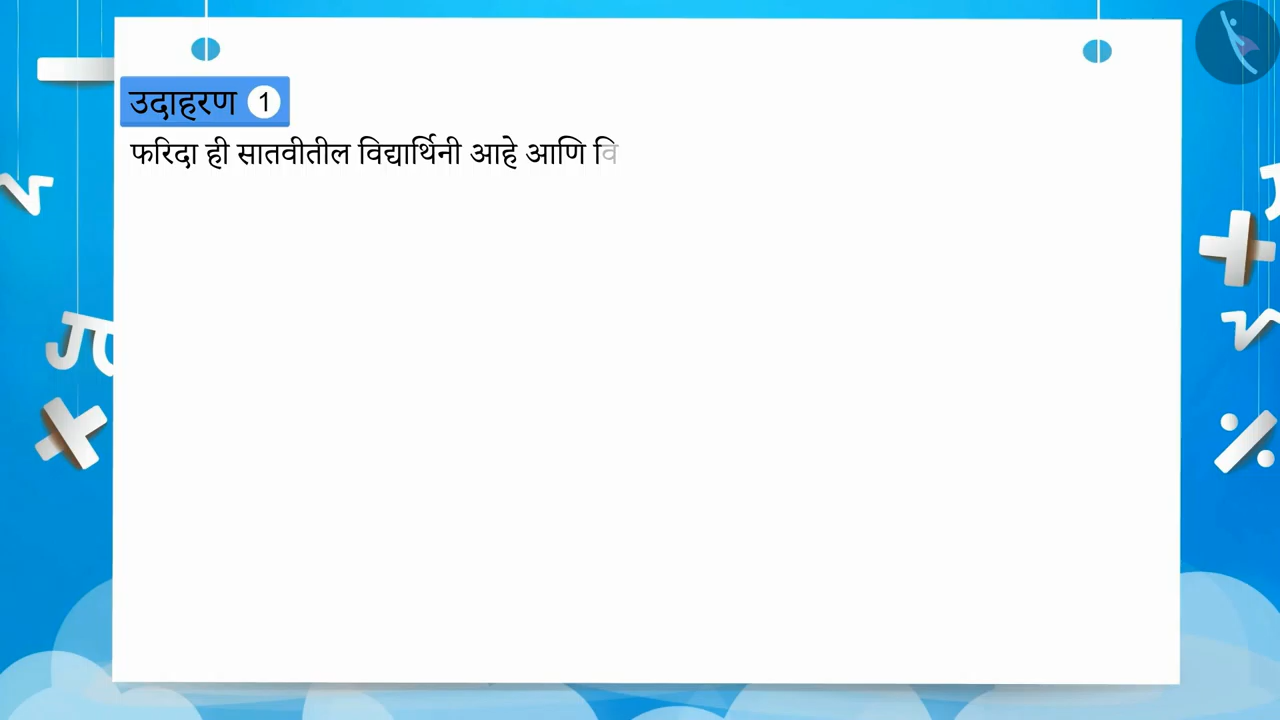 उदाहरण 1
फरिदा ही सातवीतील विद्यार्थिनी आहे आणि वि